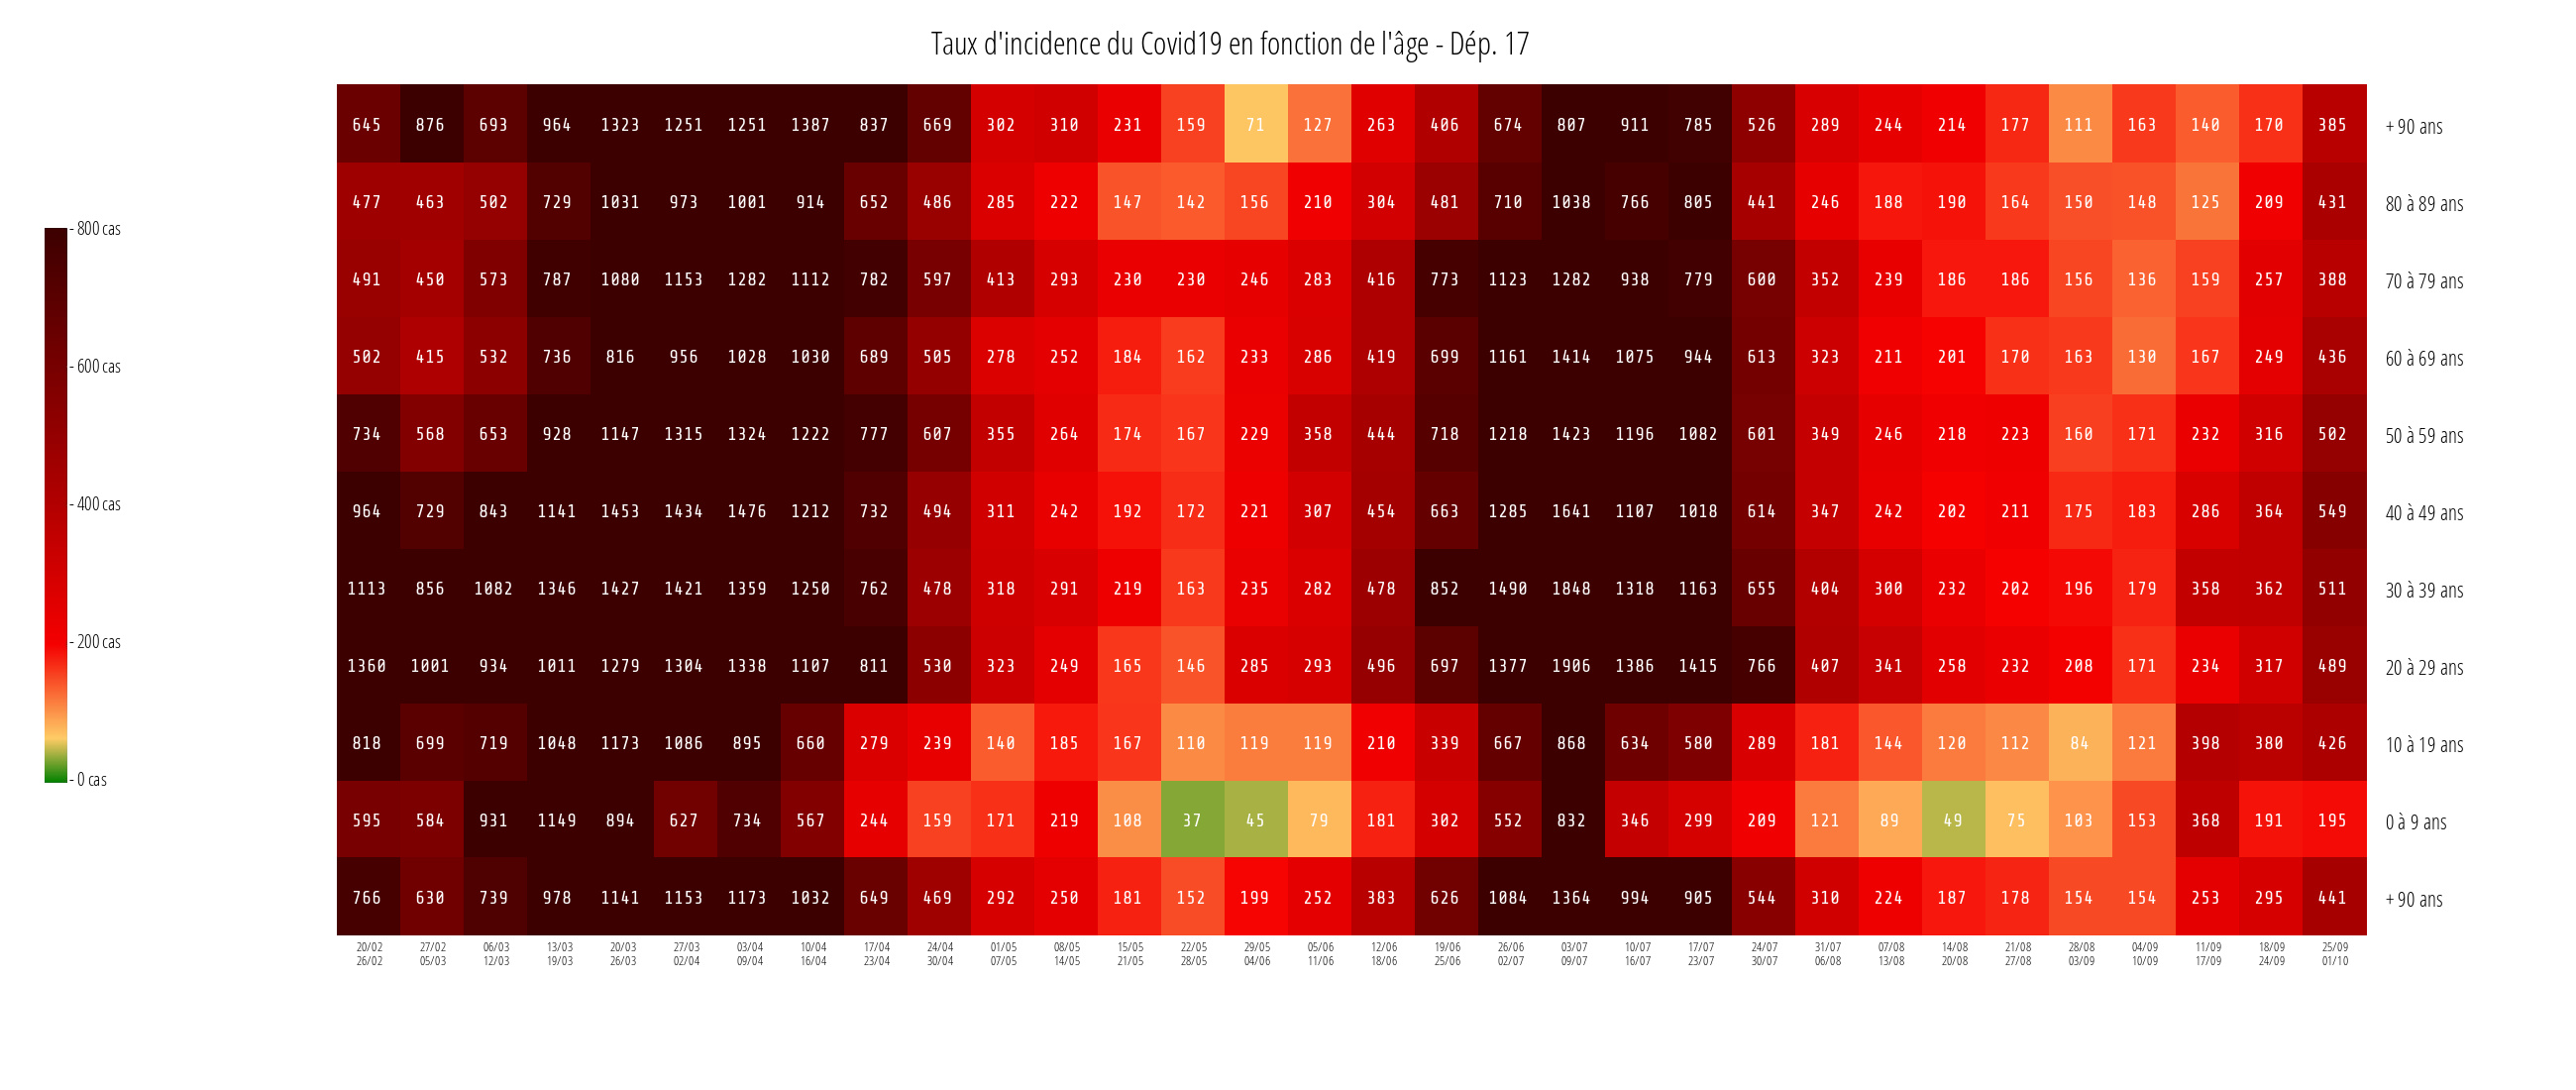 Taux d'incidence du Covid19 en fonction de l'âge - Dép. 17
- 800 cas
- 600 cas
- 400 cas
- 200 cas
- 0 cas
645 876 693 964 1323 1251 1251 1387 837 669 302 310 231 159 71 127 263 406 674 807 911 785 526 289 244 214 177 111 163 140 170 385 + 90 ans
477 463 502 729 1031 973 1001 914 652 486 285 222 147 142 156 210 304 481 710 1038 766 805 441 246 188 190 164 150 148 125 209 431 80 à 89 ans
491 450 573 787 1080 1153 1282 1112 782 597 413 293 230 230 246 283 416 773 1123 1282 938 779 600 352 239 186 186 156 136 159 257 388 70 à 79 ans
502 415 532 736 816 956 1028 1030 689 505 278 252 184 162 233 286 419 699 1161 1414 1075 944 613 323 211 201 170 163 130 167 249 436 60 à 69 ans
734 568 653 928 1147 1315 1324 1222 777 607 355 264 174 167 229 358 444 718 1218 1423 1196 1082 601 349 246 218 223 160 171 232 316 502 50 à 59 ans
964 729 843 1141 1453 1434 1476 1212 732 494 311 242 192 172 221 307 454 663 1285 1641 1107 1018 614 347 242 202 211 175 183 286 364 549 40 à 49 ans
1113 856 1082 1346 1427 1421 1359 1250 762 478 318 291 219 163 235 282 478 852 1490 1848 1318 1163 655 404 300 232 202 196 179 358 362 511 30 à 39 ans
1360 1001 934 1011 1279 1304 1338 1107 811 530 323 249 165 146 285 293 496 697 1377 1906 1386 1415 766 407 341 258 232 208 171 234 317 489 20 à 29 ans
818 699 719 1048 1173 1086 895 660 279 239 140 185 167 110 119 119 210 339 667 868 634 580 289 181 144 120 112 84 121 398 380 426 10 à 19 ans
595 584 931 1149 894 627 734 567 244 159 171 219 108 37 45 79 181 302 552 832 346 299 209 121 89 49 75 103 153 368 191 195 0 à 9 ans
766 630 739 978 1141 1153 1173 1032 649 469 292 250 181 152 199 252 383 626 1084 1364 994 905 544 310 224 187 178 154 154 253 295 441 + 90 ans
20/02 27/02 06/03 13/03 20/03 27/03 03/04 10/04 17/04 24/04 01/05 08/05 15/05 22/05 29/05 05/06 12/06 19/06 26/06 03/07 10/07 17/07 24/07 31/07 07/08 14/08 21/08 28/08 04/09 11/09 18/09 25/09
26/02 05/03 12/03 19/03 26/03 02/04 09/04 16/04 23/04 30/04 07/05 14/05 21/05 28/05 04/06 11/06 18/06 25/06 02/07 09/07 16/07 23/07 30/07 06/08 13/08 20/08 27/08 03/09 10/09 17/09 24/09 01/10